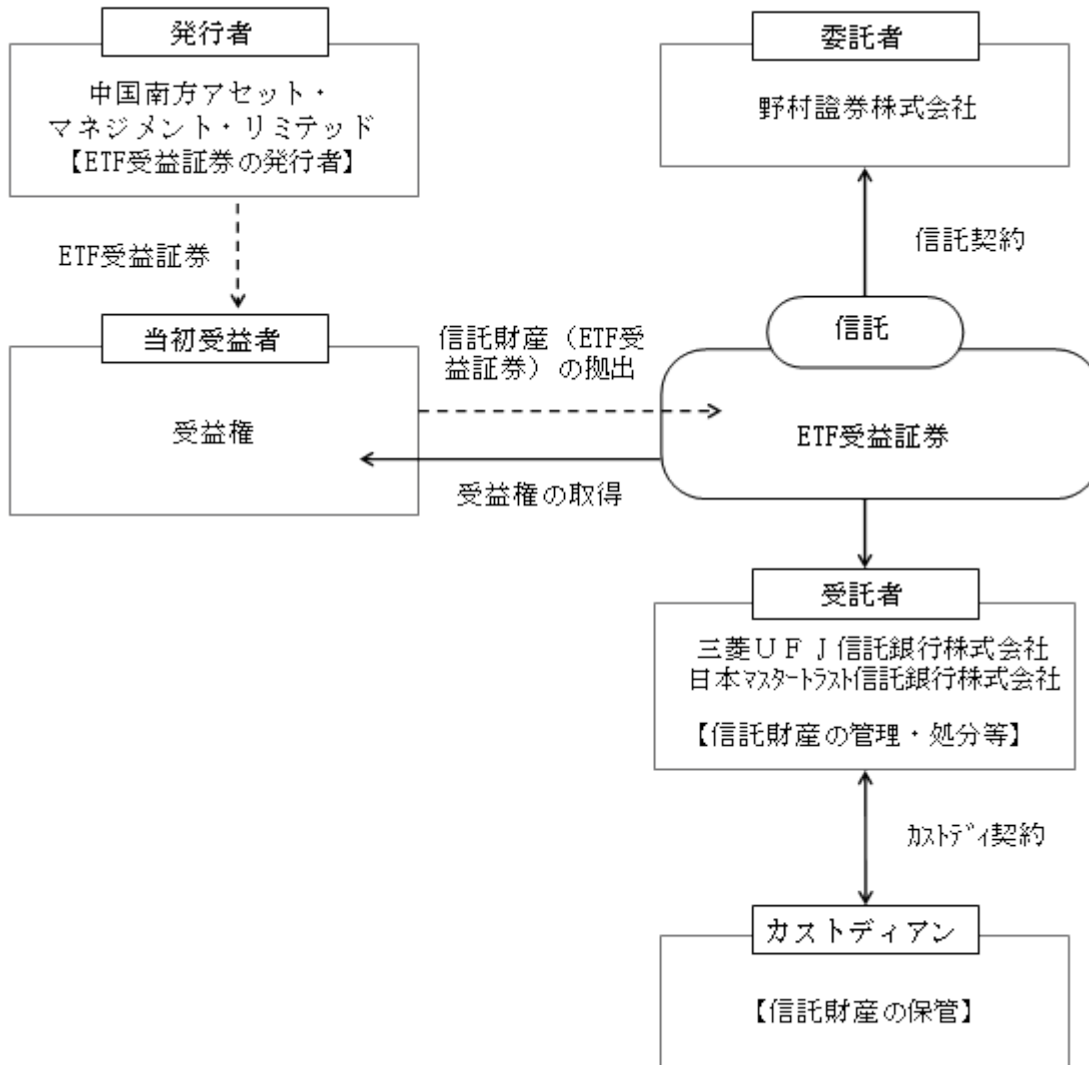 発行者
中国南方アセット・
マネジメント・リミテッド
【ETF受益証券の発行者】
委託者
野村證券株式会社
ETF受益証券
信託契約
当初受益者
受益権
信託財産（ETF受
益証券）の拠出
受益権の取得
信託
ETF受益証券
受託者
三菱ＵＦＪ信託銀行株式会社
日本ﾏｽﾀｰﾄﾗｽﾄ信託銀行株式会社
【信託財産の管理・処分等】
ｶｽﾄﾃﾞｨ契約
カストディアン
【信託財産の保管】